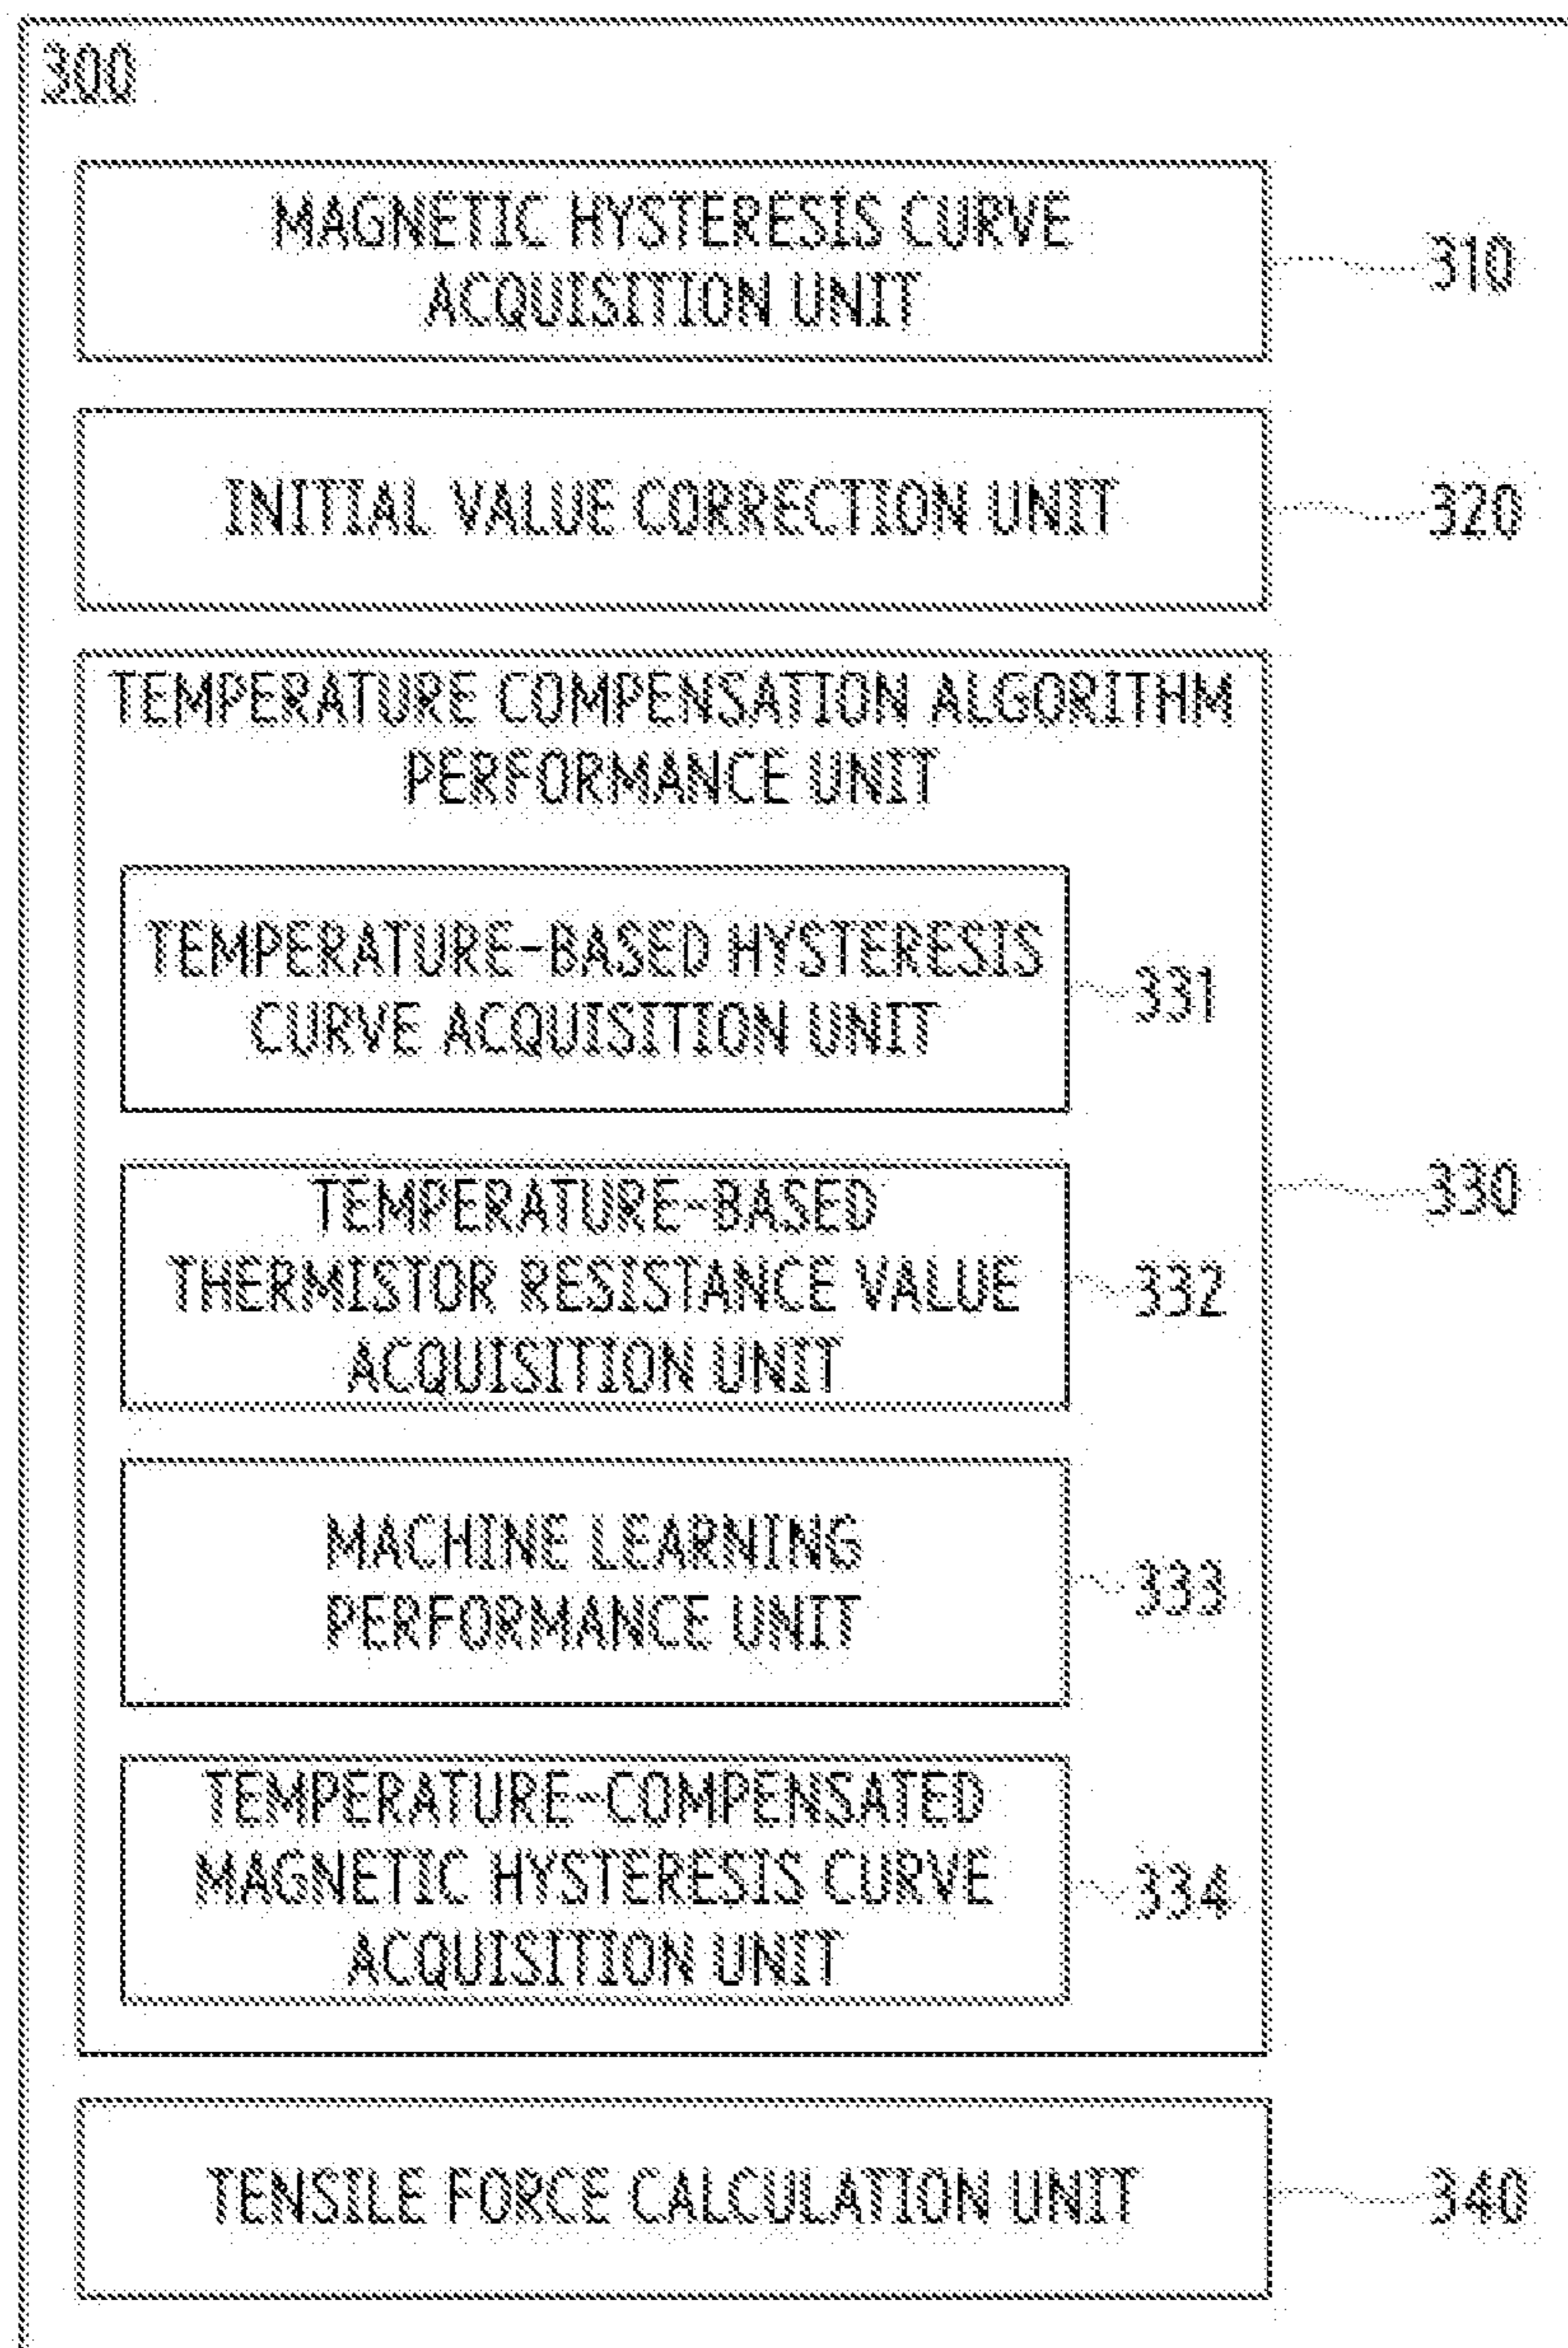 300
MAGNETIC HYSTERESIS CURVE
ACQUISITION UNIT
310
INITIAL VALUE CORRECTION UNIT
320
TEMPERATURE COMPENSATION ALGORITHM
PERFORMANCE UNIT
TEMPERATURE-BASED HYSTERESIS
CURVE ACQUISITION UNIT
331
330
TEMPERATURE-BASED
THERMISTOR RESISTANCE VALUE
ACQUISITION UNIT
332
MACHINE LEARNING
PERFORMANCE UNIT
333
TEMPERATURE-COMPENSATED
MAGNETIC HYSTERESIS CURVE
ACQUISITION UNIT
334
TENSILE FORCE CALCULATION UNIT
340